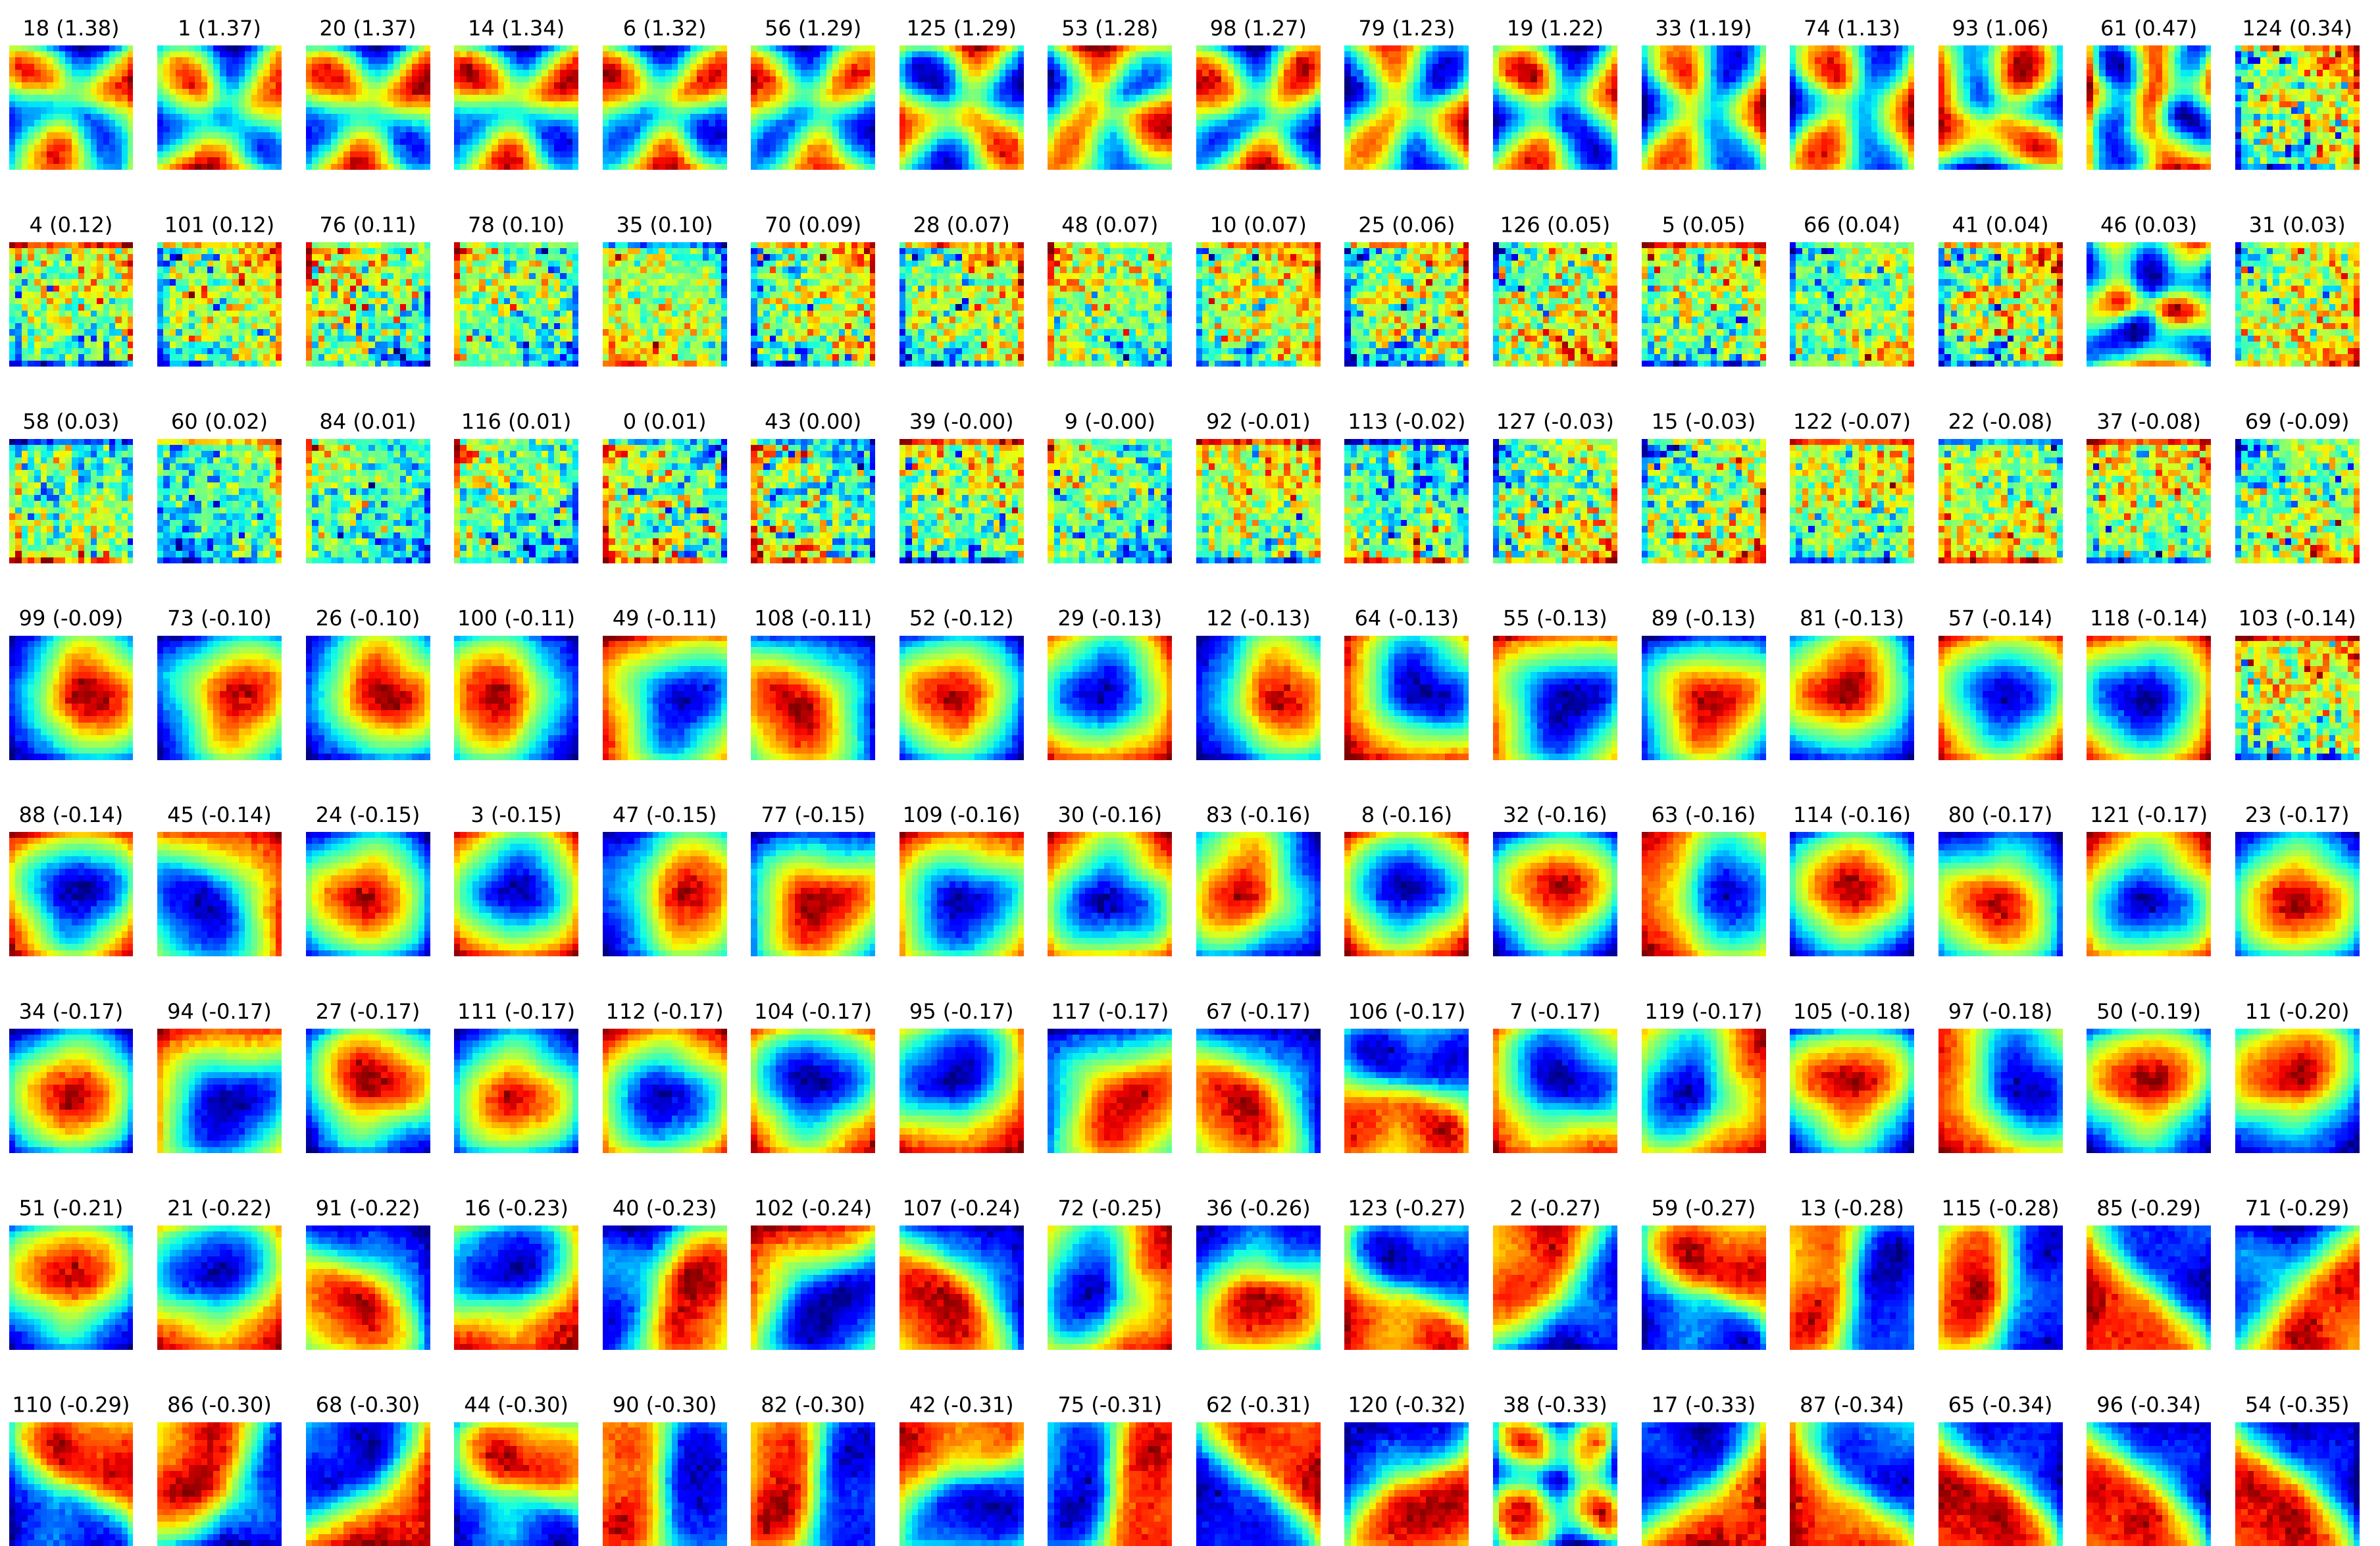 18 (1.38) 1 (1.37) 20 (1.37) 14 (1.34) 6 (1.32) 56 (1.29) 125 (1.29) 53 (1.28) 98 (1.27) 79 (1.23) 19 (1.22) 33 (1.19) 74 (1.13) 93 (1.06) 61 (0.47) 124 (0.34)
4 (0.12) 101 (0.12) 76 (0.11) 78 (0.10) 35 (0.10) 70 (0.09) 28 (0.07) 48 (0.07) 10 (0.07) 25 (0.06) 126 (0.05) 5 (0.05) 66 (0.04) 41 (0.04) 46 (0.03) 31 (0.03)
58 (0.03) 60 (0.02) 84 (0.01) 116 (0.01) 0 (0.01) 43 (0.00) 39 (-0.00) 9 (-0.00) 92 (-0.01) 113 (-0.02) 127 (-0.03) 15 (-0.03) 122 (-0.07) 22 (-0.08) 37 (-0.08) 69 (-0.09)
99 (-0.09) 73 (-0.10) 26 (-0.10) 100 (-0.11) 49 (-0.11) 108 (-0.11) 52 (-0.12) 29 (-0.13) 12 (-0.13) 64 (-0.13) 55 (-0.13) 89 (-0.13) 81 (-0.13) 57 (-0.14) 118 (-0.14) 103 (-0.14)
88 (-0.14) 45 (-0.14) 24 (-0.15) 3 (-0.15) 47 (-0.15) 77 (-0.15) 109 (-0.16) 30 (-0.16) 83 (-0.16) 8 (-0.16) 32 (-0.16) 63 (-0.16) 114 (-0.16) 80 (-0.17) 121 (-0.17) 23 (-0.17)
34 (-0.17) 94 (-0.17) 27 (-0.17) 111 (-0.17) 112 (-0.17) 104 (-0.17) 95 (-0.17) 117 (-0.17) 67 (-0.17) 106 (-0.17) 7 (-0.17) 119 (-0.17) 105 (-0.18) 97 (-0.18) 50 (-0.19) 11 (-0.20)
51 (-0.21) 21 (-0.22) 91 (-0.22) 16 (-0.23) 40 (-0.23) 102 (-0.24) 107 (-0.24) 72 (-0.25) 36 (-0.26) 123 (-0.27) 2 (-0.27) 59 (-0.27) 13 (-0.28) 115 (-0.28) 85 (-0.29) 71 (-0.29)
110 (-0.29) 86 (-0.30) 68 (-0.30) 44 (-0.30) 90 (-0.30) 82 (-0.30) 42 (-0.31) 75 (-0.31) 62 (-0.31) 120 (-0.32) 38 (-0.33) 17 (-0.33) 87 (-0.34) 65 (-0.34) 96 (-0.34) 54 (-0.35)